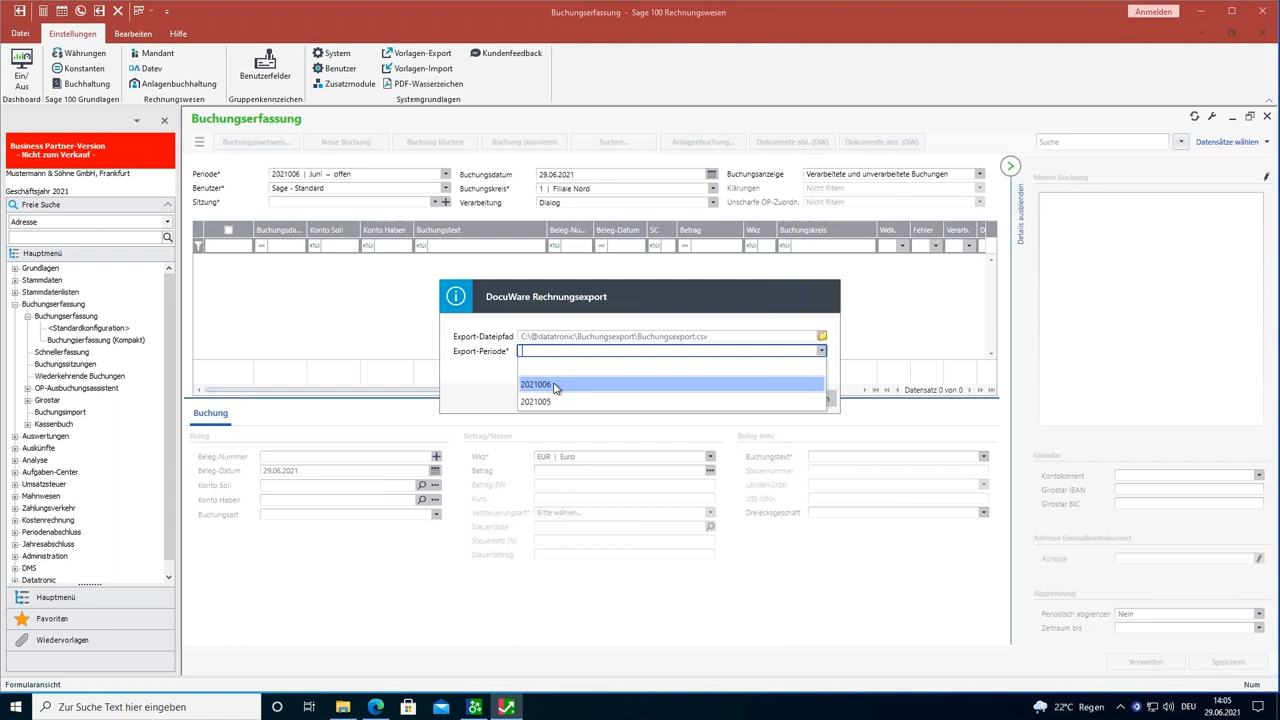 Buchungserfassung - Sage 100 Rechnungswesen
Anmelden
Datei
Einstellungen
Bearbeiten
Hilfe
Ein/
Aus
Dashboard
Währungen
Konstanten
Buchhaltung
Sage 100 Grundlagen
Mandant
Datev
Anlagenbuchhaltung
Rechnungswesen
Benutzerfelder
Gruppenkennzeichen
System
Benutzer
Zusatzmodule
Vorlagen-Export
Vorlagen-Import
PDF-Wasserzeichen
Systemgrundlagen
Kundenfeedback
Business Partner-Version
- Nicht zum Verkauf -
Mustermann & Söhne GmbH, Frankfurt
Geschäftsjahr 2021
Freie Suche
Adresse
Hauptmenü
Grundlagen
Stammdaten
Stammdatenlisten
Buchungserfassung
Buchungserfassung
<Standardkonfiguration>
Buchungserfassung (Kompakt)
Schnellerfassung
Buchungssitzungen
Wiederkehrende Buchungen
OP-Ausbuchungsassistent
Girostar
Buchungsimport
Kassenbuch
Auswertungen
Auskünfte
Analyse
Aufgaben-Center
Umsatzsteuer
Mahnwesen
Zahlungsverkehr
Kostenrechnung
Periodenabschluss
Jahresabschluss
Administration
DMS
Datatronic
Hauptmenü
Favoriten
Wiedervorlagen
Formularansicht
Buchungserfassung
Buchungsnachweis...
Neue Buchung
Buchung löschen
Buchung stornieren
Suchen...
Anlagenbuchung...
Dokumente abl. (DW)
Dokumente anz. (DW)
Suche
Datensätze wählen
Periode* 2021006 | Juni – offen
Benutzer* Sage - Standard
Sitzung*
Buchungsdatum 29.06.2021
Buchungskreis* 1 | Filiale Nord
Verarbeitung Dialog
Buchungsanzeige Verarbeitete und unverarbeitete Buchungen
Klärungen Nicht filtern
Unscharfe OP-Zuordn. Nicht filtern
Buchungsda... Konto Soll Konto Haben Buchungstext Beleg-Nu... Beleg-Datum SC Betrag Wkz Buchungskreis Wdk. Fehler Verarb. D
DocuWare Rechnungsexport
Export-Dateipfad C:\@datatronic\Buchungsexport\Buchungsexport.csv
Export-Periode*
2021006
2021005
Datensatz 0 von 0
Details ausblenden
Memo Buchung
Buchung
Beleg
Beleg-Nummer
Beleg-Datum 29.06.2021
Konto Soll
Konto Haben
Buchungsart
Betrag/Steuer
Wkz* EUR | Euro
Betrag
Betrag EW
Kurs
Versteuerungsart* Bitte wählen...
Steuercode
Steuersatz (%)
Steuerbetrag
Beleg-Info
Buchungstext*
Steuernummer
Länderkürzel
USt-IdNr.
Dreiecksgeschäft
Girostar
Kontokorrent
Girostar IBAN
Girostar BIC
Adresse Einmalkontokorrent
Adresse
Abgrenzung
Periodisch abgrenzen Nein
Zeitraum bis
Verwerfen
Speichern
Num
Zur Suche Text hier eingeben
22°C Regen
DEU
14:05
29.06.2021